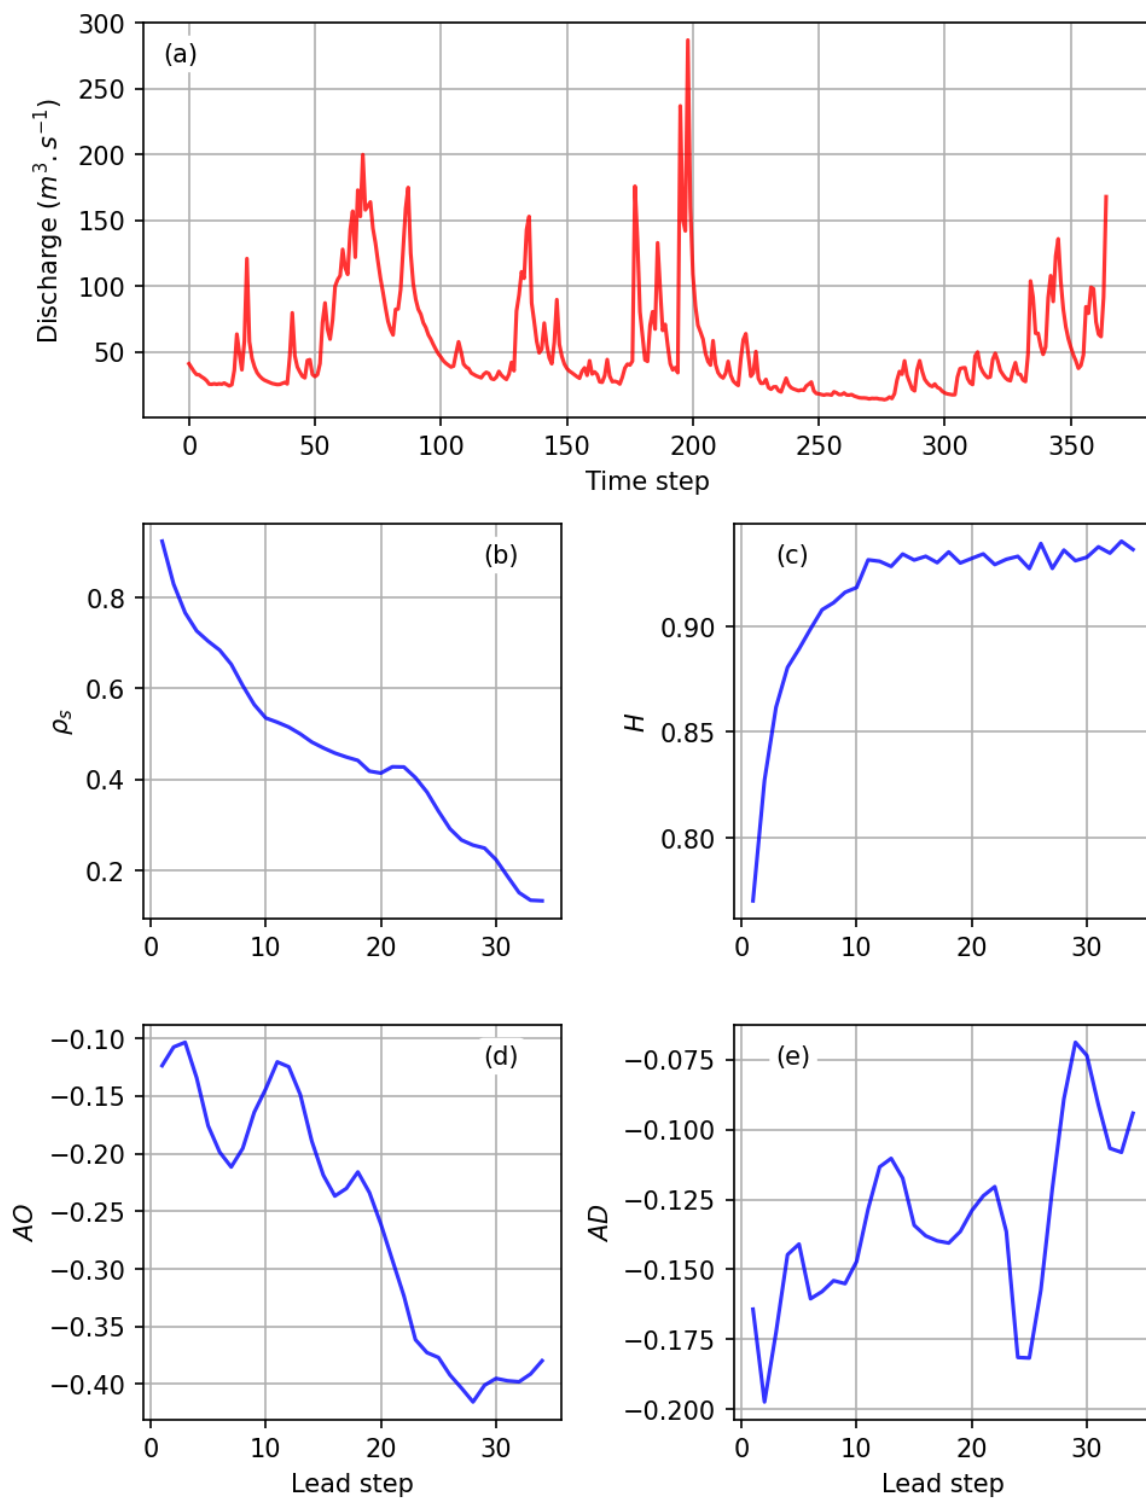 (a)
300
250
200
150
100
50
Discharge (m³. s⁻¹)
0 50 100 150 200 250 300 350
Time step
(b)
0.8
0.6
0.4
0.2
ρₛ
0 10 20 30
(c)
0.90
0.85
0.80
H
0 10 20 30
(d)
−0.10
−0.15
−0.20
−0.25
−0.30
−0.35
−0.40
AO
0 10 20 30
Lead step
(e)
−0.075
−0.100
−0.125
−0.150
−0.175
−0.200
AD
0 10 20 30
Lead step